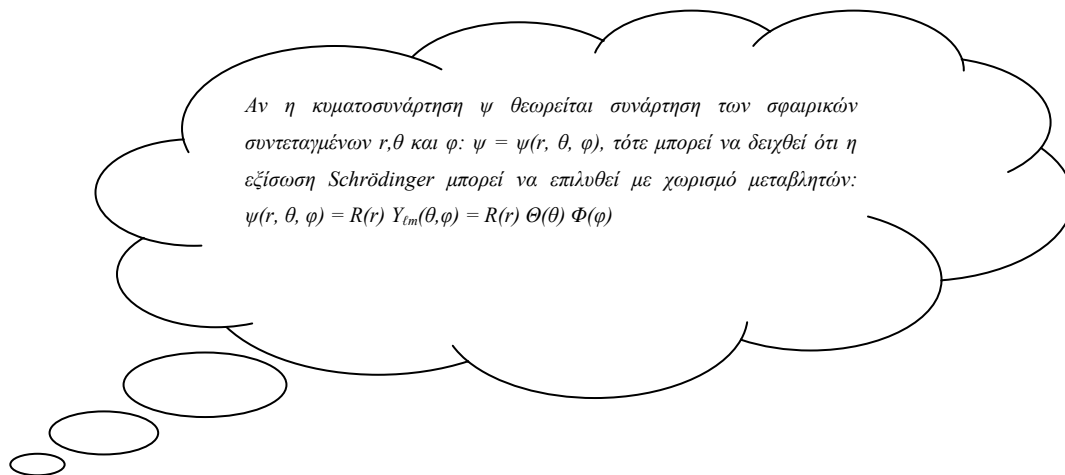 Αν η κυματοσυνάρτηση ψ θεωρείται συνάρτηση των σφαιρικών
συντεταγμένων r,θ και φ: ψ = ψ(r, θ, φ), τότε μπορεί να δειχθεί ότι η
εξίσωση Schrödinger μπορεί να επιλυθεί με χωρισμό μεταβλητών:
ψ(r, θ, φ) = R(r) Yℓm(θ,φ) = R(r) Θ(θ) Φ(φ)